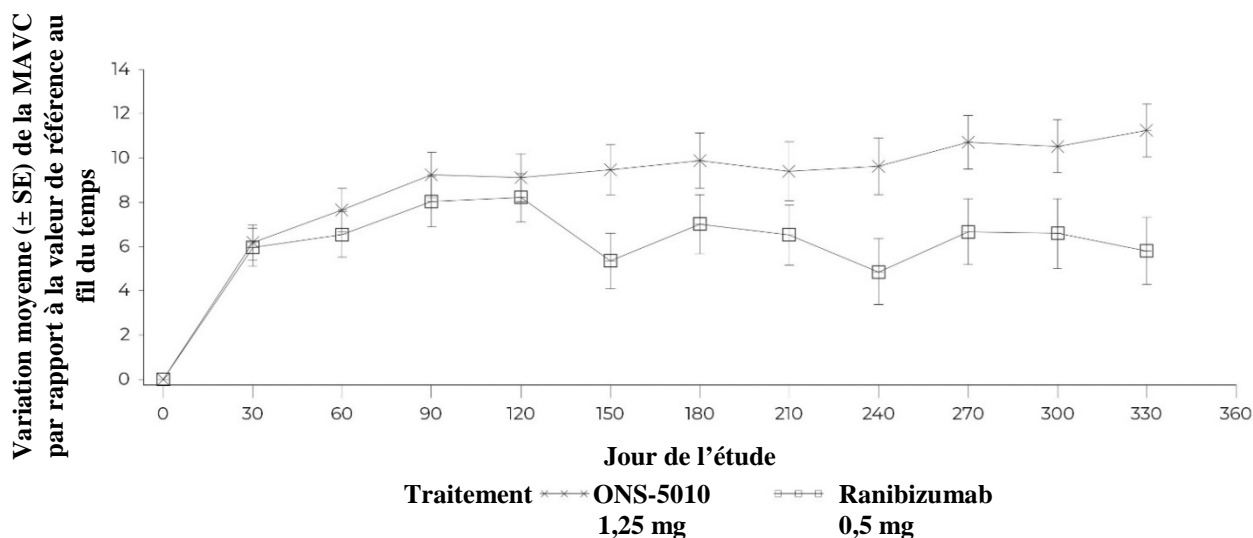 Variation moyenne (± SE) de la MAVC
par rapport à la valeur de référence au
fil du temps
14
12
10
8
6
4
2
0
0 30 60 90 120 150 180 210 240 270 300 330 360
Jour de l’étude
Traitement ONS-5010 Ranibizumab
1,25 mg 0,5 mg